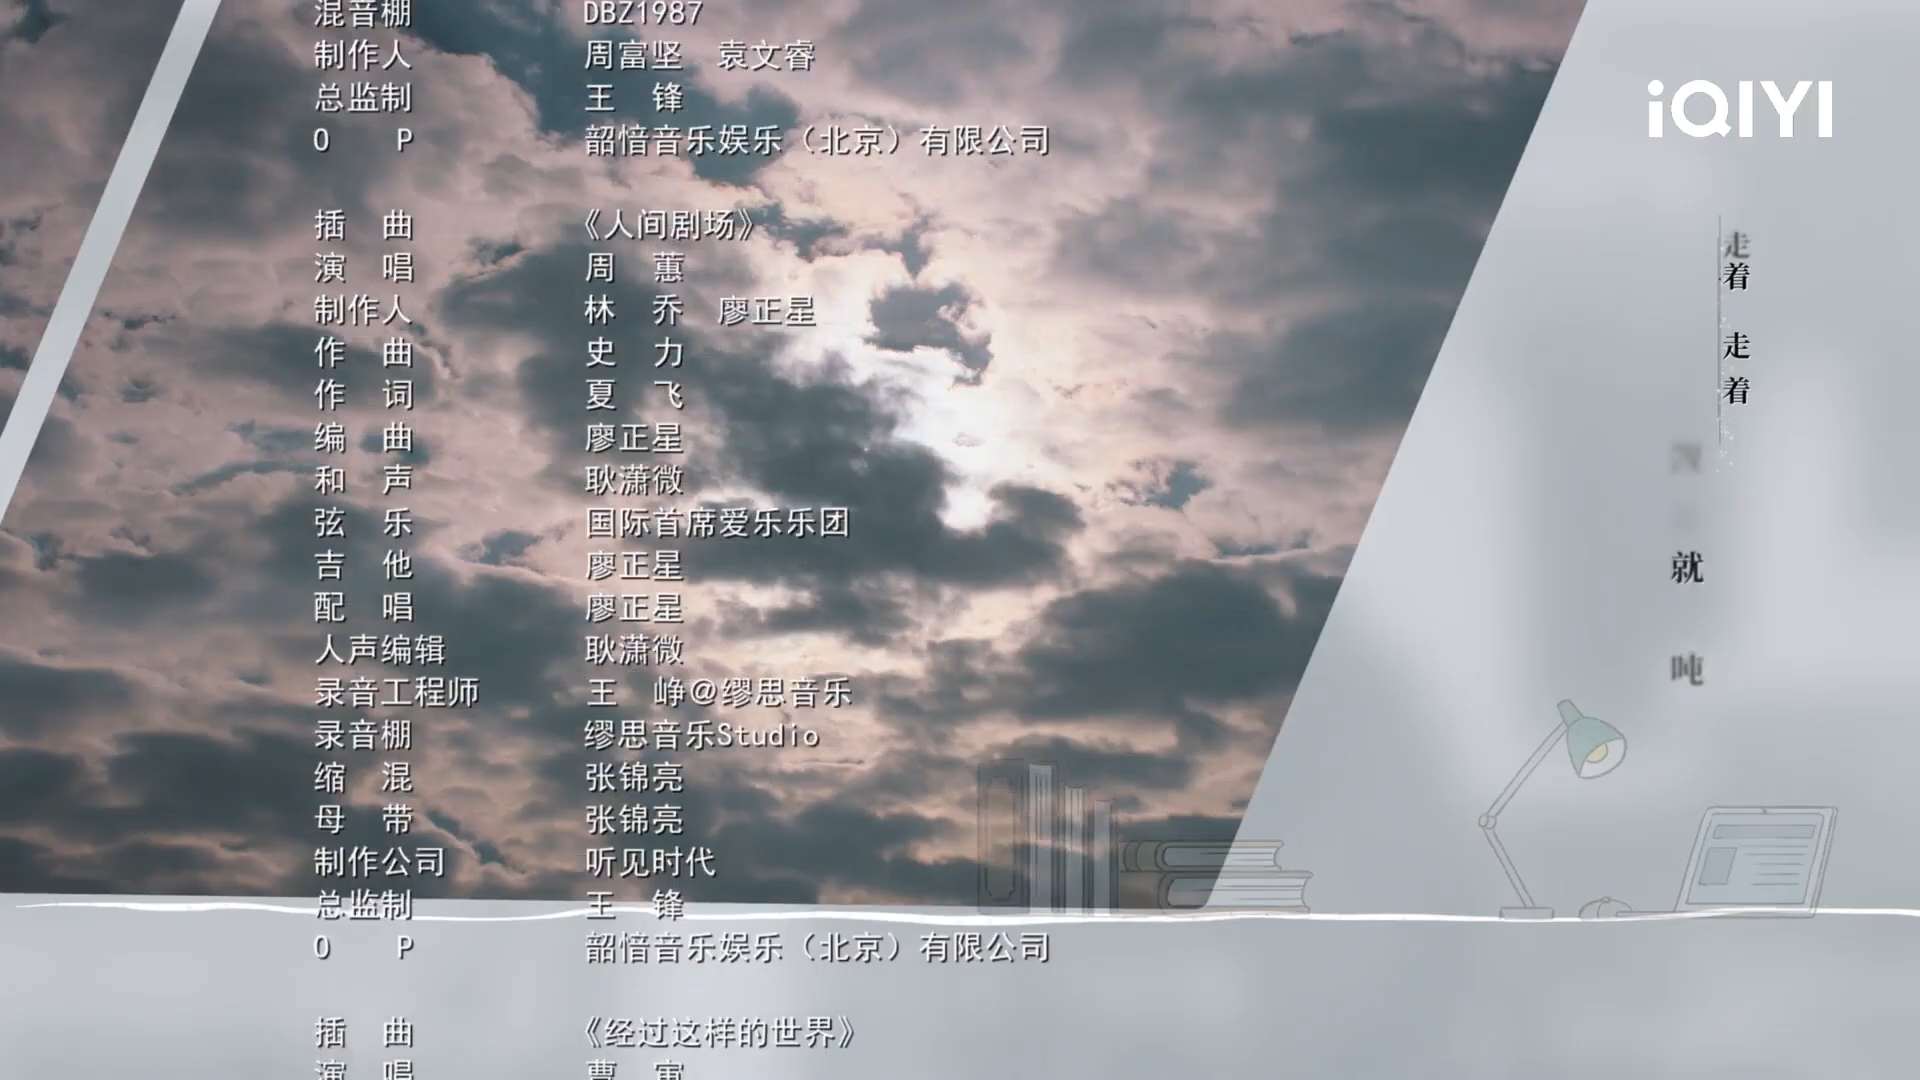 混音棚 DBZ1987
制作人 周富坚 袁文睿
总监制 王 锋
O P 韶愔音乐娱乐（北京）有限公司
插 曲 《人间剧场》
演 唱 周 蕙
制作人 林 乔 廖正星
作 曲 史 力
作 词 夏 飞
编 曲 廖正星
和 声 耿潇微
弦 乐 国际首席爱乐乐团
吉 他 廖正星
配 唱 廖正星
人声编辑 耿潇微
录音工程师 王 峥@缪思音乐
录音棚 缪思音乐Studio
缩 混 张锦亮
母 带 张锦亮
制作公司 听见时代
总监制 王 锋
O P 韶愔音乐娱乐（北京）有限公司
插 曲 《经过这样的世界》
演 唱 曹 寅
iQIYI
走着 走着
就 吨